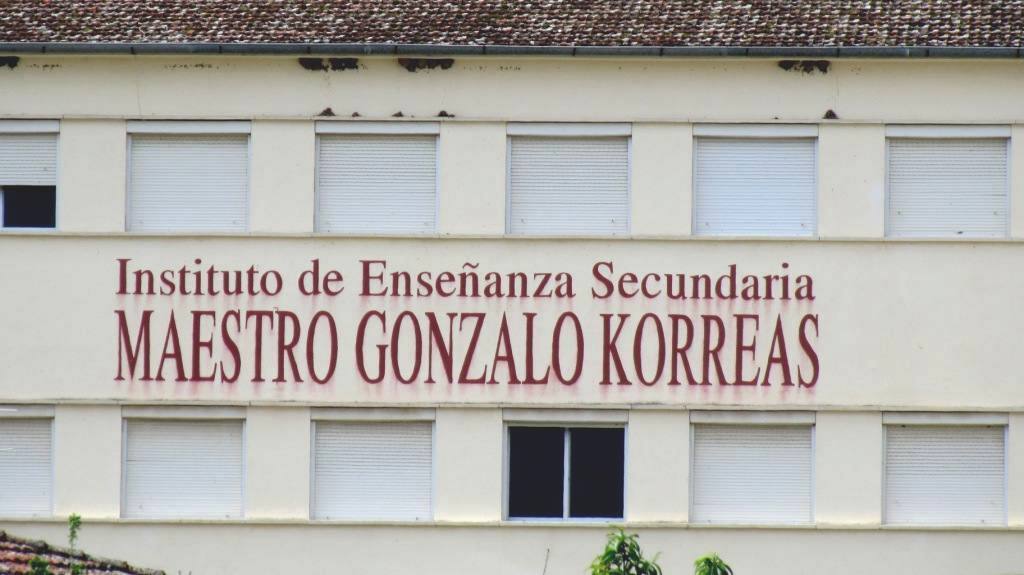 Instituto de Enseñanza Secundaria
MAESTRO GONZALO KORREAS